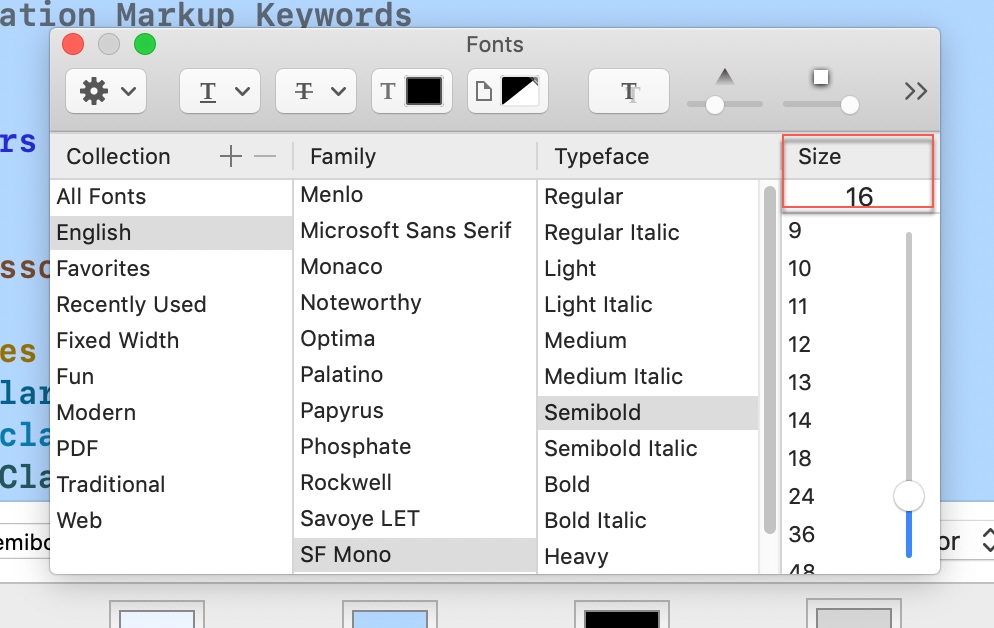 ation Markup Keywords
Fonts
T T T T
Collection + − Family Typeface Size
16
rs
All Fonts
English
Favorites
Recently Used
Fixed Width
Fun
Modern
PDF
Traditional
Web
Menlo
Microsoft Sans Serif
Monaco
Noteworthy
Optima
Palatino
Papyrus
Phosphate
Rockwell
Savoye LET
SF Mono
Regular
Regular Italic
Light
Light Italic
Medium
Medium Italic
Semibold
Semibold Italic
Bold
Bold Italic
Heavy
9
10
11
12
13
14
18
24
36
48
sso
es
lar
cla
Cla
emibo
or